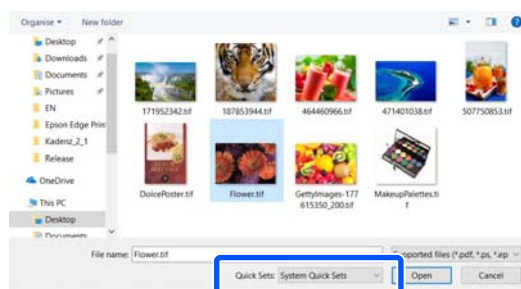 Organise New folder
Desktop
Downloads
Documents
Pictures
EN
Epson Edge Prin
Kadenz_2_1
Release
OneDrive
This PC
Desktop
Documents
171952342.tif 187853944.tif 464460966.tif 471401038.tif 507750853.tif
DolcePoster.tif Flower.tif GettyImages-177 MakeupPalettes.ti
615350_200.tif f
File name: Flower.tif Supported files (*.pdf, *.ps, *.ep
Quick Sets: System Quick Sets Open Cancel